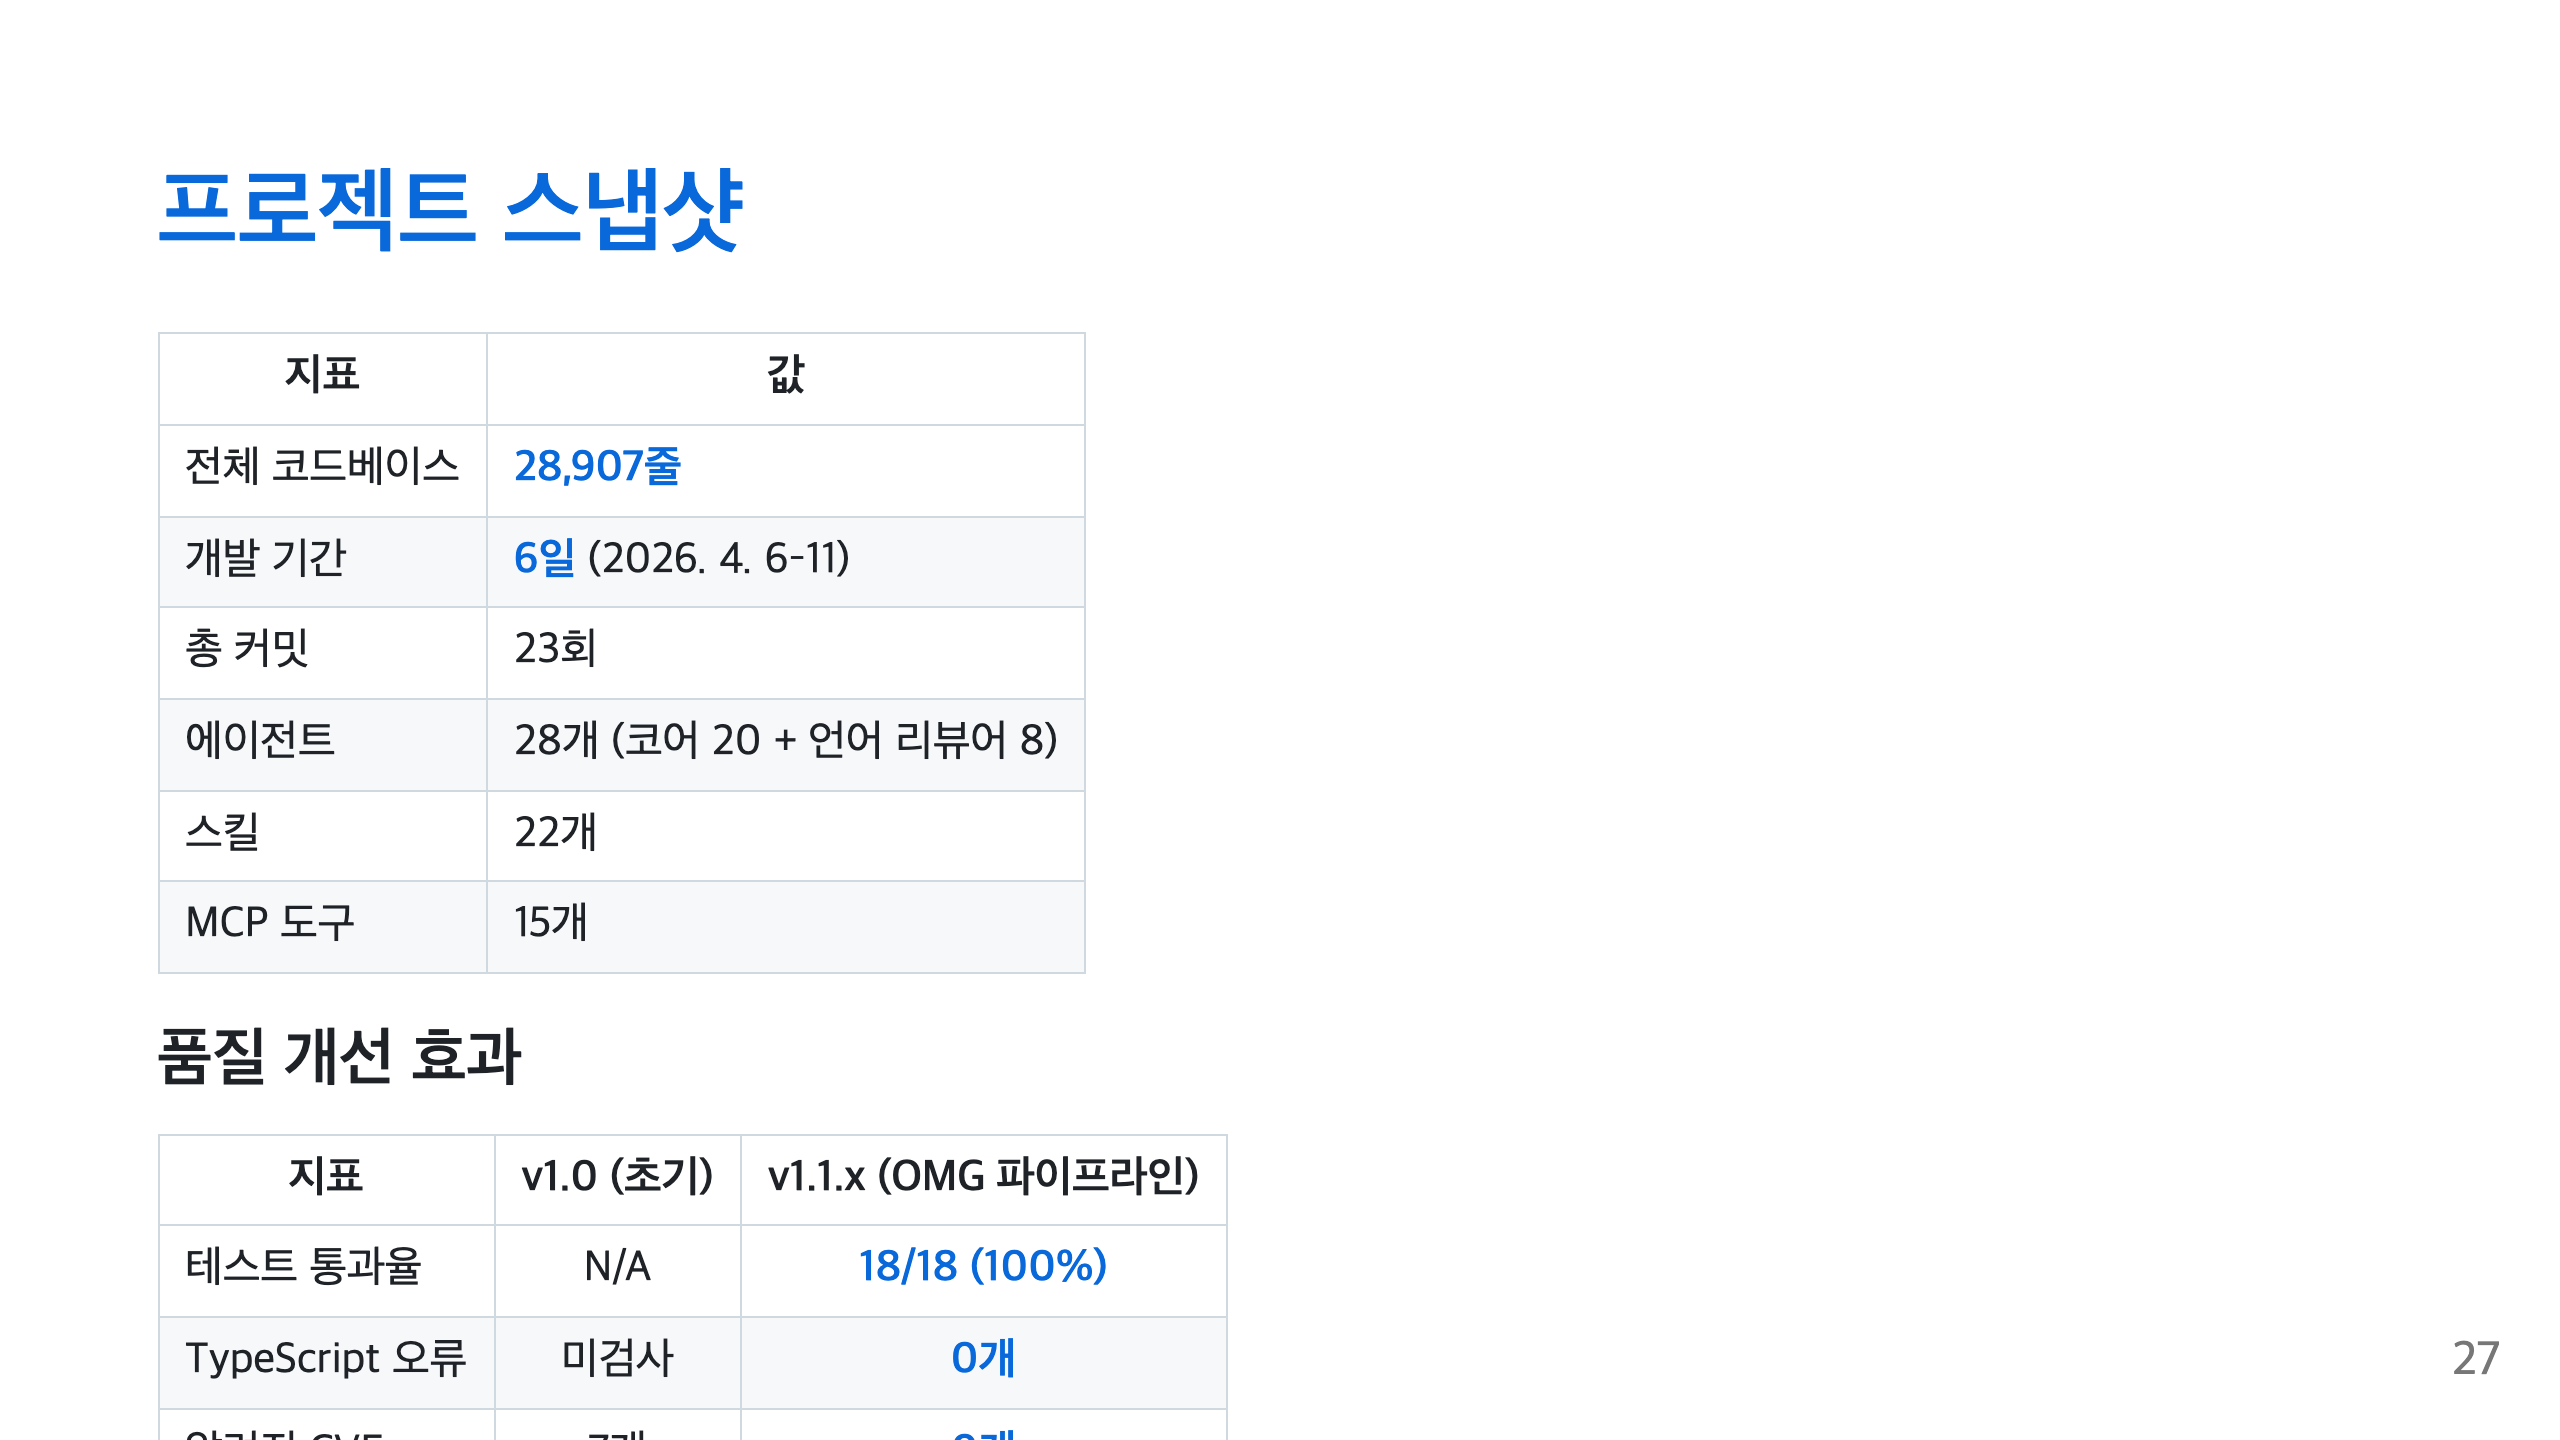 프로젝트 스냅샷
지표 값
전체 코드베이스 28,907줄
개발 기간 6일 (2026. 4. 6-11)
총 커밋 23회
에이전트 28개 (코어 20 + 언어 리뷰어 8)
스킬 22개
MCP 도구 15개
품질 개선 효과
지표 v1.0 (초기) v1.1.x (OMG 파이프라인)
테스트 통과율 N/A 18/18 (100%)
TypeScript 오류 미검사 0개
27